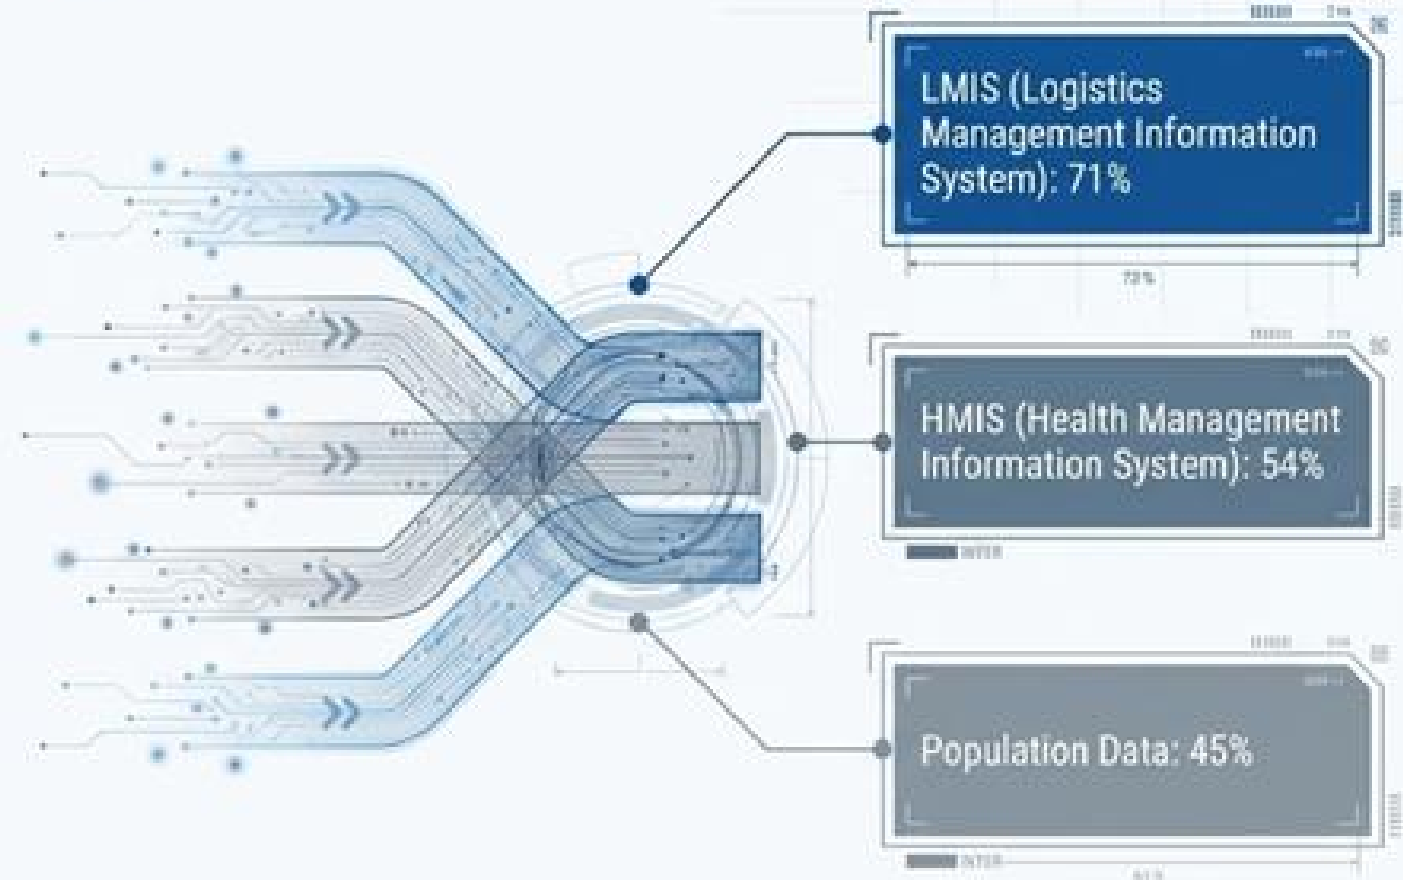 LMIS (Logistics
Management Information
System): 71%
HMIS (Health Management
Information System): 54%
Population Data: 45%